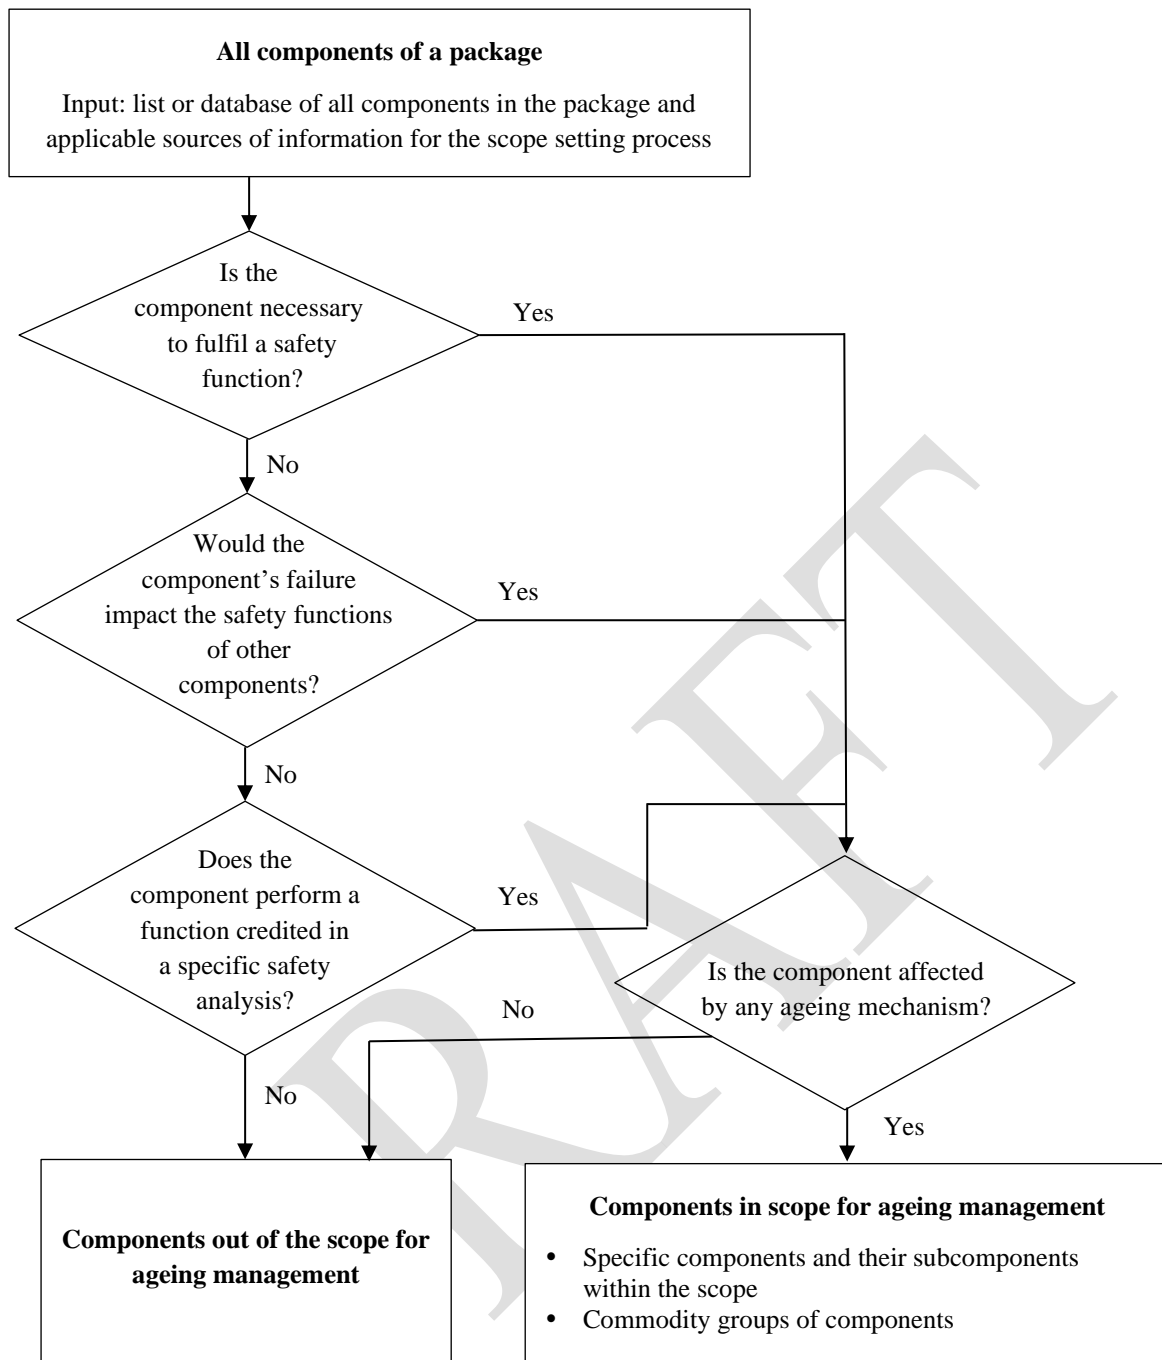 All components of a package
Input: list or database of all components in the package and
applicable sources of information for the scope setting process
Is the
component necessary
to fulfil a safety
function?
Yes
No
Would the
component’s failure
impact the safety functions
of other
components?
Yes
No
Does the
component perform a
function credited in
a specific safety
analysis?
Yes
Is the component affected
by any ageing mechanism?
No
No
Yes
Components out of the scope for
ageing management
Components in scope for ageing management
• Specific components and their subcomponents
within the scope
• Commodity groups of components
RAFT